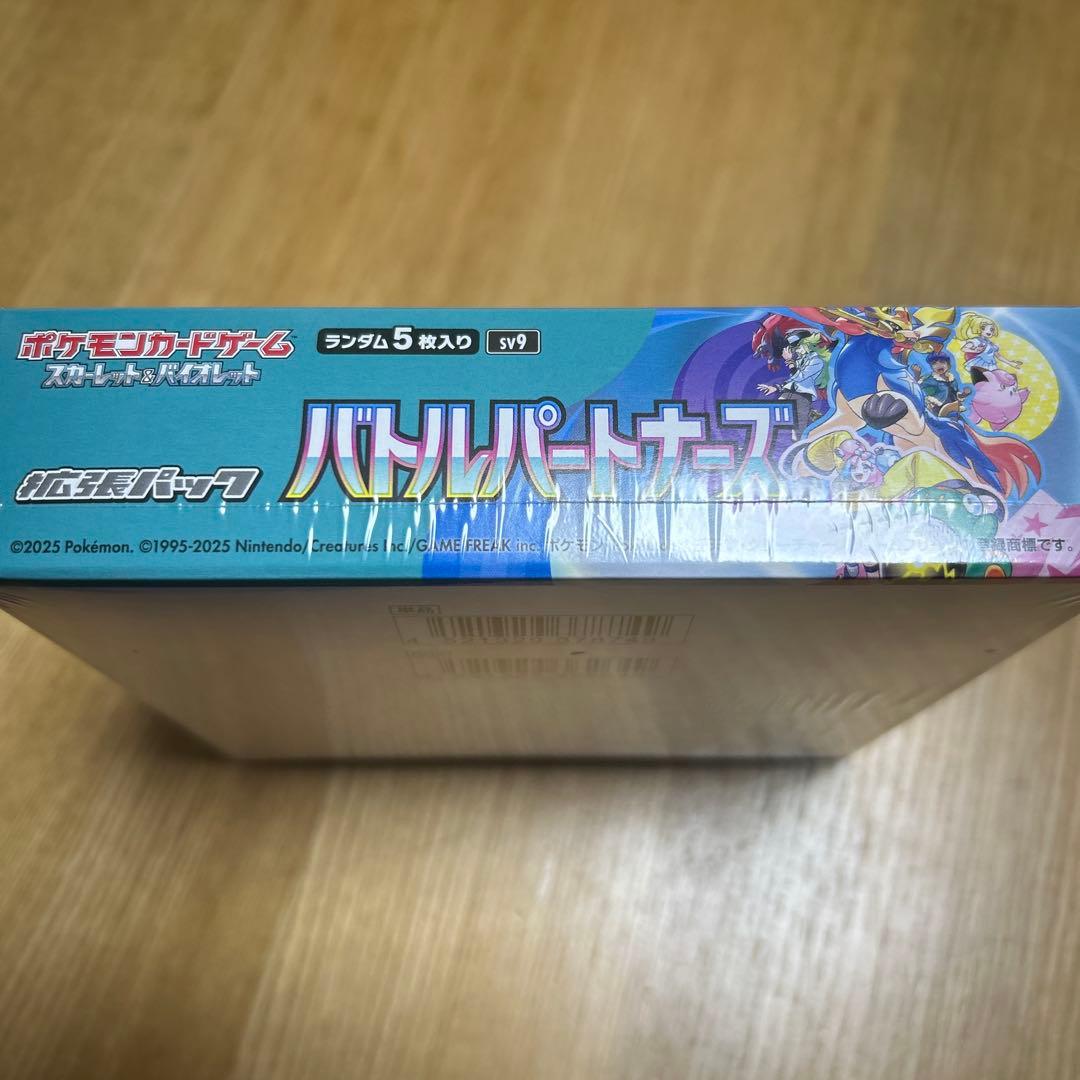 ポケモンカードゲーム
スカーレット&バイオレット
ランダム5枚入り
sv9
拡張パック
バトルパートナーズ
©2025 Pokémon. ©1995-2025 Nintendo/Creatures Inc./GAME FREAK inc. ポケモン
登録商標です。
単品